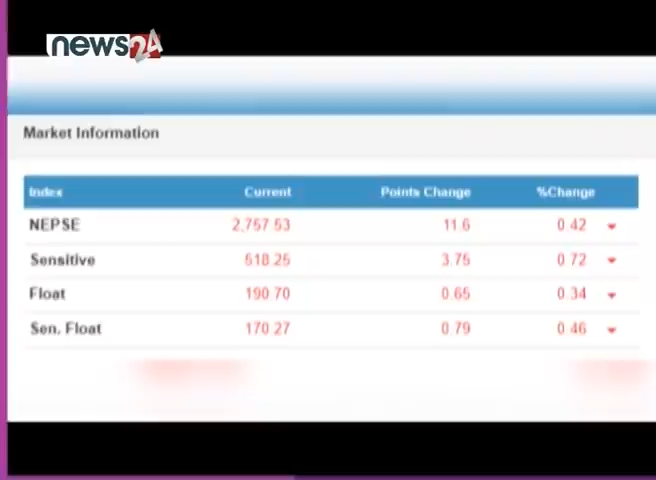 news24
Market Information
Index Current Points Change %Change
NEPSE 2,757.53 11.6 0.42
Sensitive 518.25 3.75 0.72
Float 190.70 0.65 0.34
Sen. Float 170.27 0.79 0.46